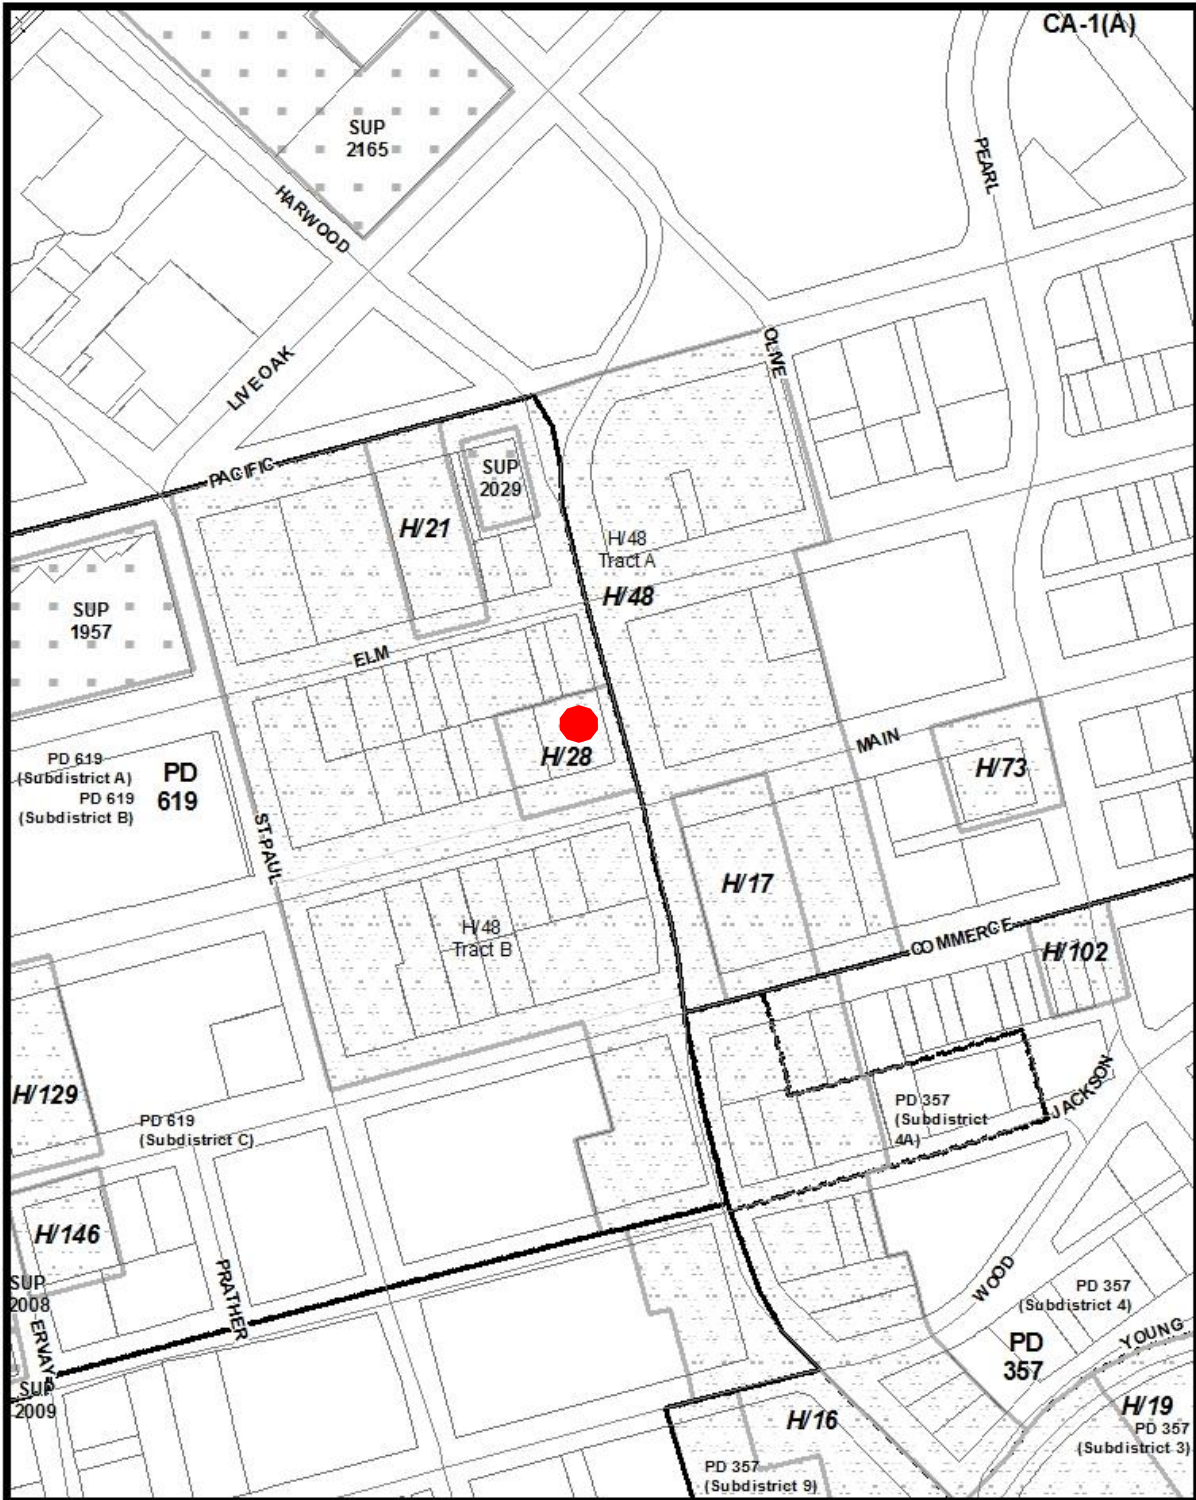 CA-1(A)
SUP
2165
PEARL
HARWOOD
OLIVE
LIVE OAK
PACIFIC
SUP
2029
H/21
H/48
Tract A
H/48
SUP
1957
ELM
H/28
MAIN
H/73
PD 619
(Subdistrict A)
PD 619
(Subdistrict B)
PD
619
ST PAUL
H/17
H/48
Tract B
COMMERCE
H/102
H/129
PD 619
(Subdistrict C)
PD 357
(Subdistrict
4A)
JACKSON
H/146
PRATHER
SUP
2008
ERVAY
SUP
2009
WOOD
PD 357
(Subdistrict 4)
PD
357
YOUNG
H/16
H/19
PD 357
(Subdistrict 3)
PD 357
(Subdistrict 9)